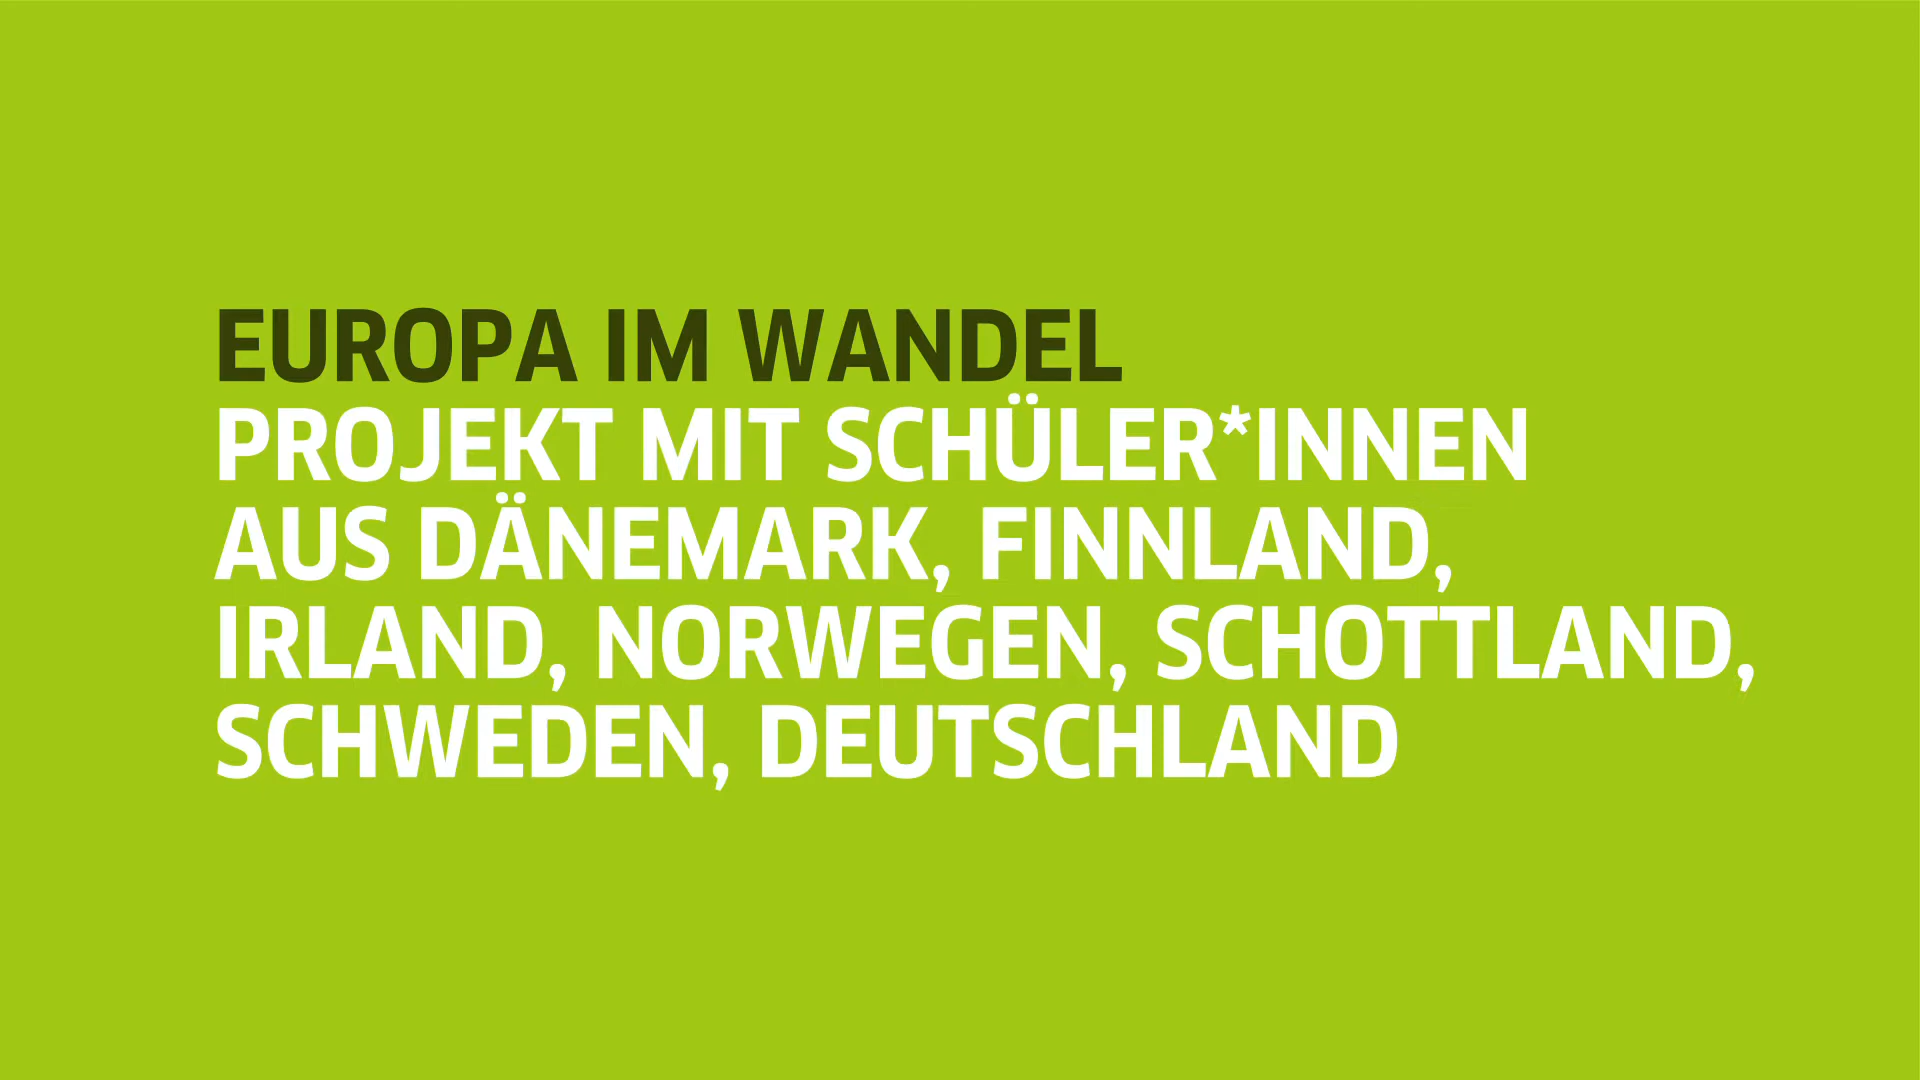 EUROPA IM WANDEL
PROJEKT MIT SCHÜLER*INNEN
AUS DÄNEMARK, FINNLAND,
IRLAND, NORWEGEN, SCHOTTLAND,
SCHWEDEN, DEUTSCHLAND